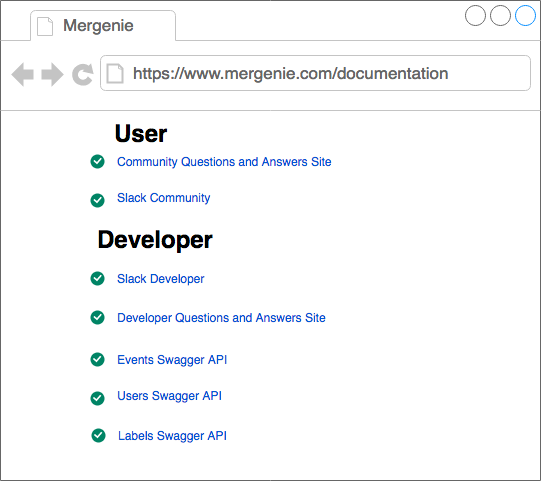 Mergenie
https://www.mergenie.com/documentation
User
Community Questions and Answers Site
Slack Community
Developer
Slack Developer
Developer Questions and Answers Site
Events Swagger API
Users Swagger API
Labels Swagger API